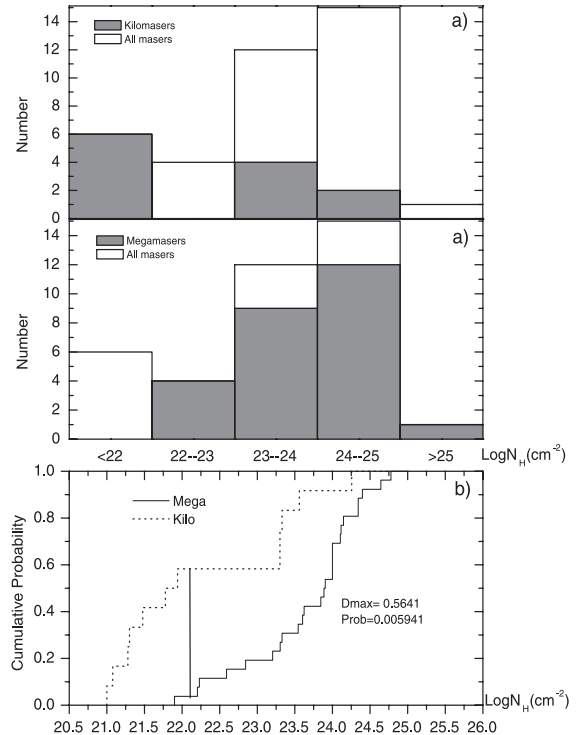 14
12
10
8
6
4
2
0
Number
Kilomasers
All masers
a)
14
12
10
8
6
4
2
0
Number
Megamasers
All masers
a)
<22 22--23 23--24 24--25 >25 LogN_H(cm⁻²)
1.0
0.8
0.6
0.4
0.2
0.0
Cumulative Probability
Mega
Kilo
b)
Dmax= 0.5641
Prob=0.005941
LogN_H(cm⁻²)
20.5 21.0 21.5 22.0 22.5 23.0 23.5 24.0 24.5 25.0 25.5 26.0